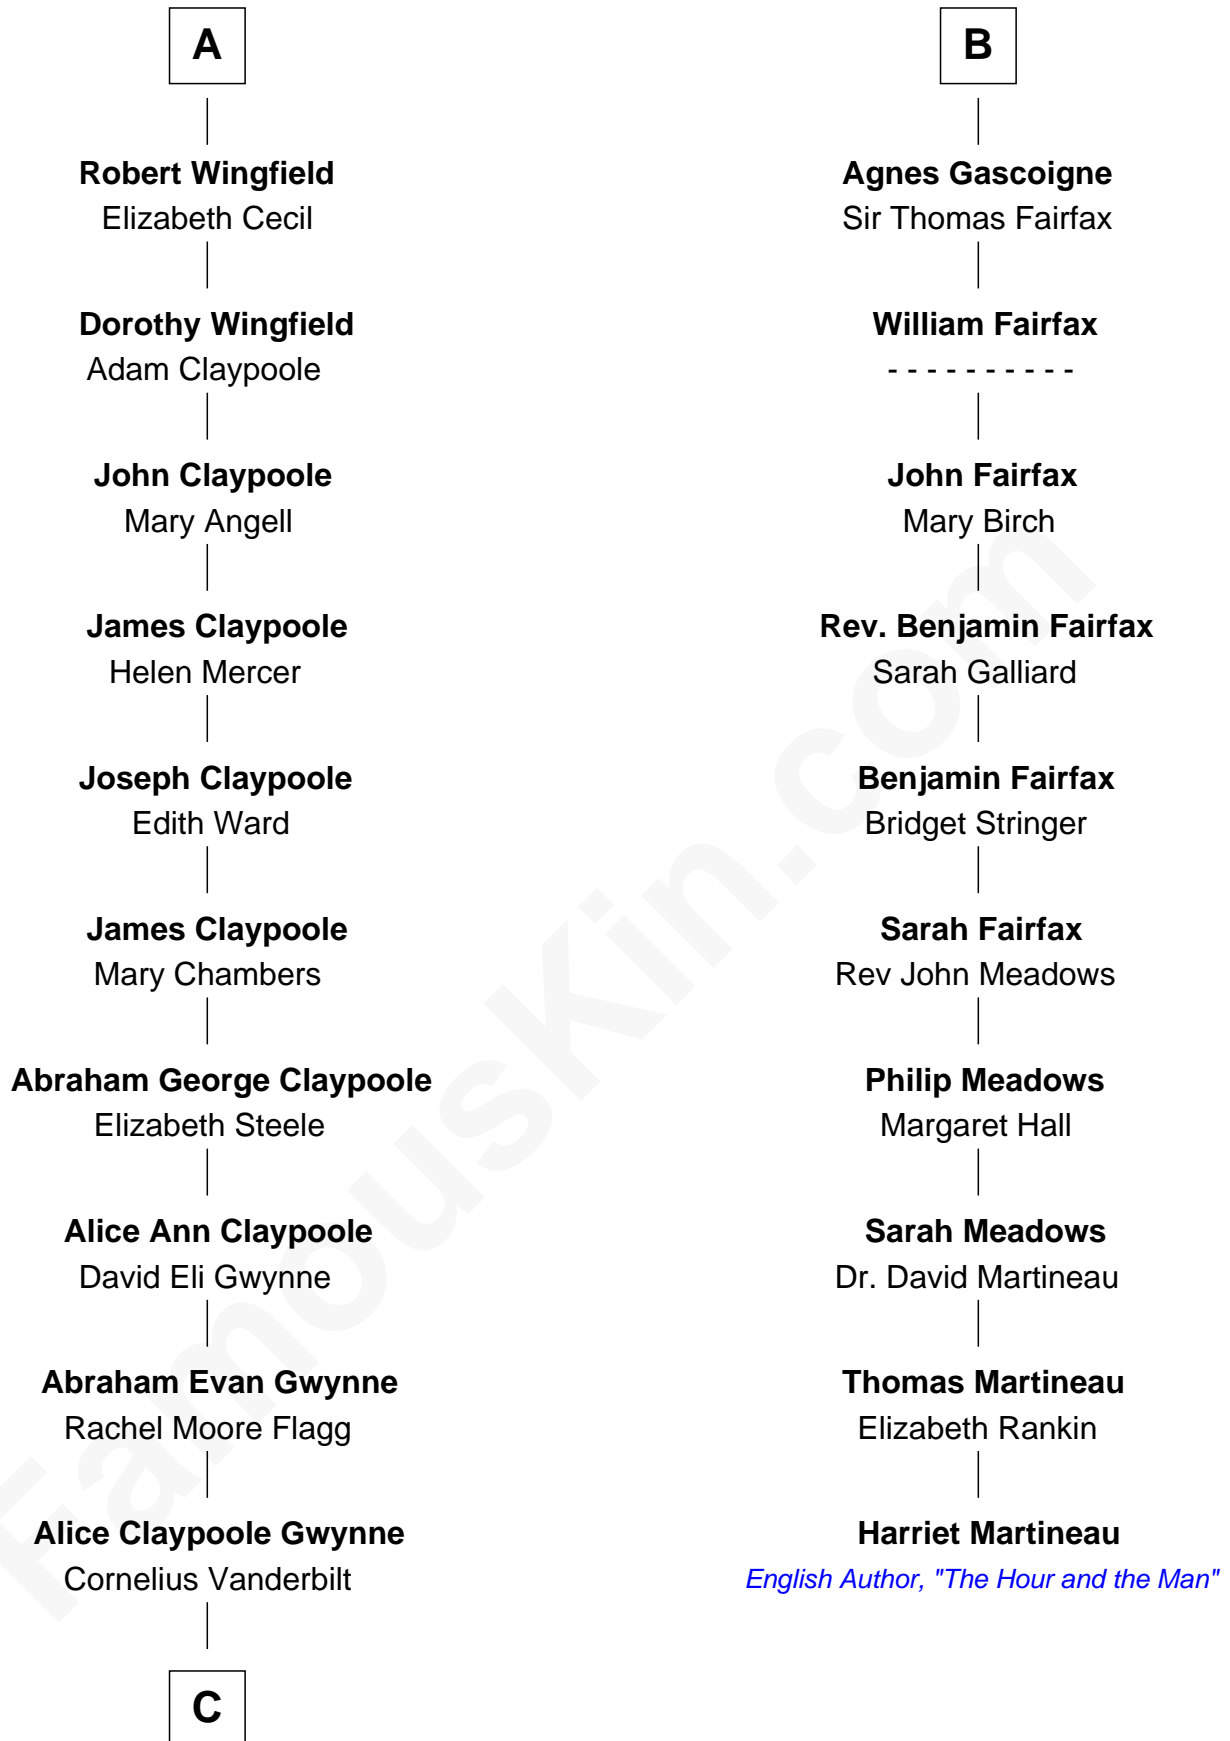 A
Robert Wingfield
Elizabeth Cecil
Dorothy Wingfield
Adam Claypoole
John Claypoole
Mary Angell
James Claypoole
Helen Mercer
Joseph Claypoole
Edith Ward
James Claypoole
Mary Chambers
Abraham George Claypoole
Elizabeth Steele
Alice Ann Claypoole
David Eli Gwynne
Abraham Evan Gwynne
Rachel Moore Flagg
Alice Claypoole Gwynne
Cornelius Vanderbilt
C
B
Agnes Gascoigne
Sir Thomas Fairfax
William Fairfax
- - - - - - - - - -
John Fairfax
Mary Birch
Rev. Benjamin Fairfax
Sarah Galliard
Benjamin Fairfax
Bridget Stringer
Sarah Fairfax
Rev John Meadows
Philip Meadows
Margaret Hall
Sarah Meadows
Dr. David Martineau
Thomas Martineau
Elizabeth Rankin
Harriet Martineau
English Author, "The Hour and the Man"
FamousKin.com